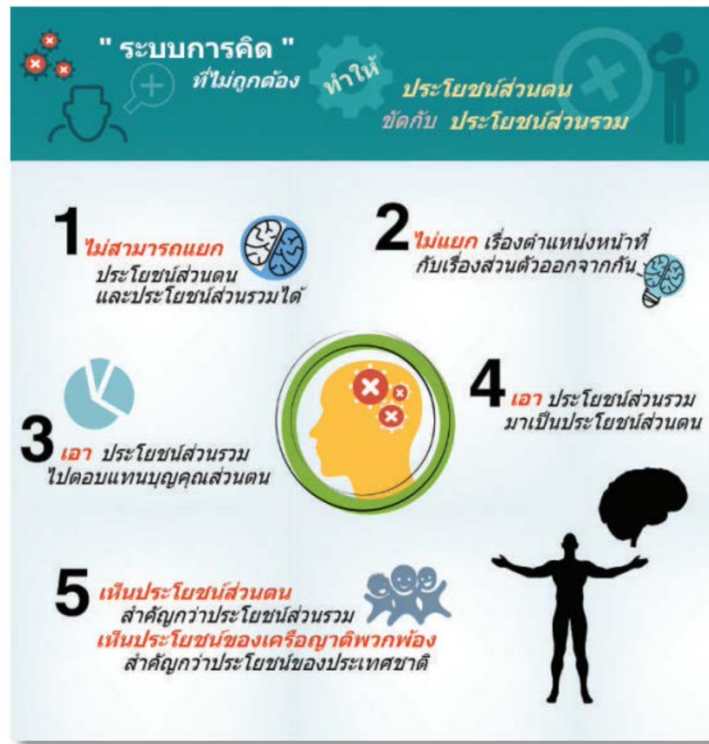 " ระบบการคิด "
ที่ไม่ถูกต้อง
ทำให้
ประโยชน์ส่วนตน
ขัดกับ ประโยชน์ส่วนรวม
1 ไม่สามารถแยก
ประโยชน์ส่วนตน
และประโยชน์ส่วนรวมได้
2 ไม่แยก เรื่องตำแหน่งหน้าที่
กับเรื่องส่วนตัวออกจากกัน
3 เอา ประโยชน์ส่วนรวม
ไปตอบแทนบุญคุณส่วนตน
4 เอา ประโยชน์ส่วนรวม
มาเป็นประโยชน์ส่วนตน
5 เห็นประโยชน์ส่วนตน
สำคัญกว่าประโยชน์ส่วนรวม
เห็นประโยชน์ของเครือญาติพวกพ้อง
สำคัญกว่าประโยชน์ของประเทศชาติ